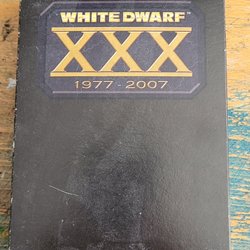 WHITE DWARF
XXX
1977 - 2007